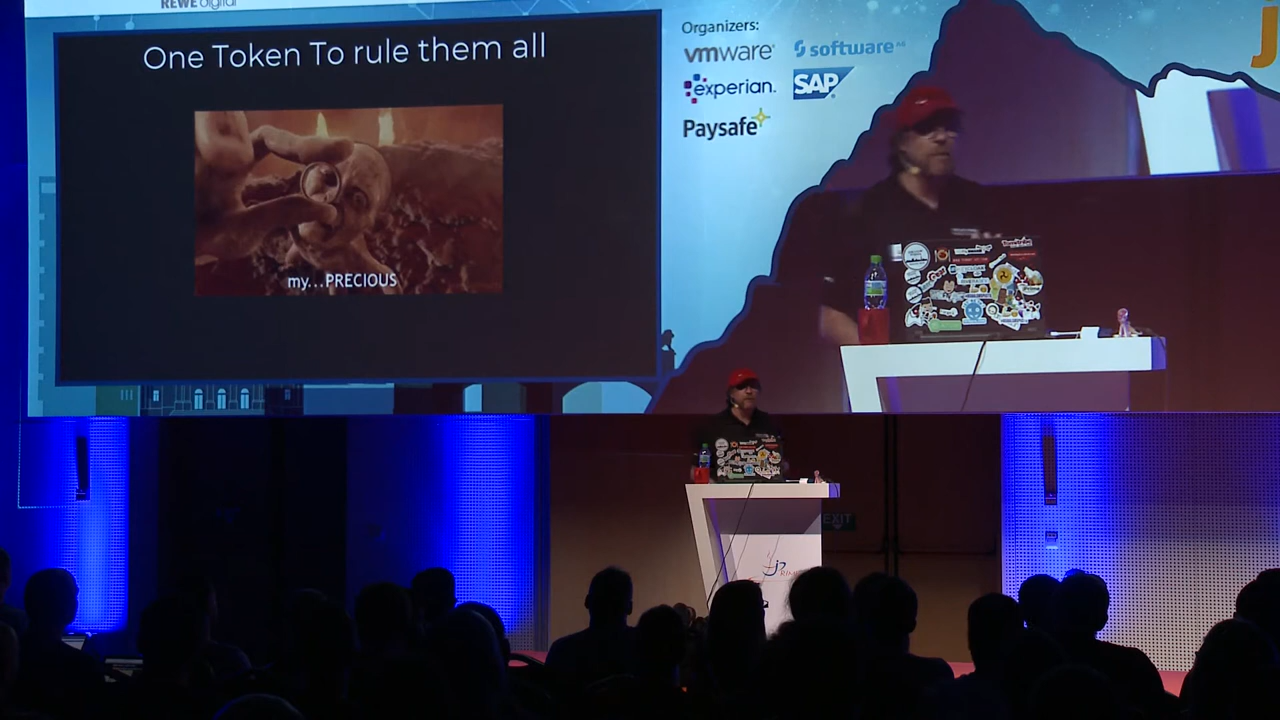 REWE digital
One Token To rule them all
my...PRECIOUS
Organizers:
vmware
software AG
experian.
SAP
Paysafe
EXIT